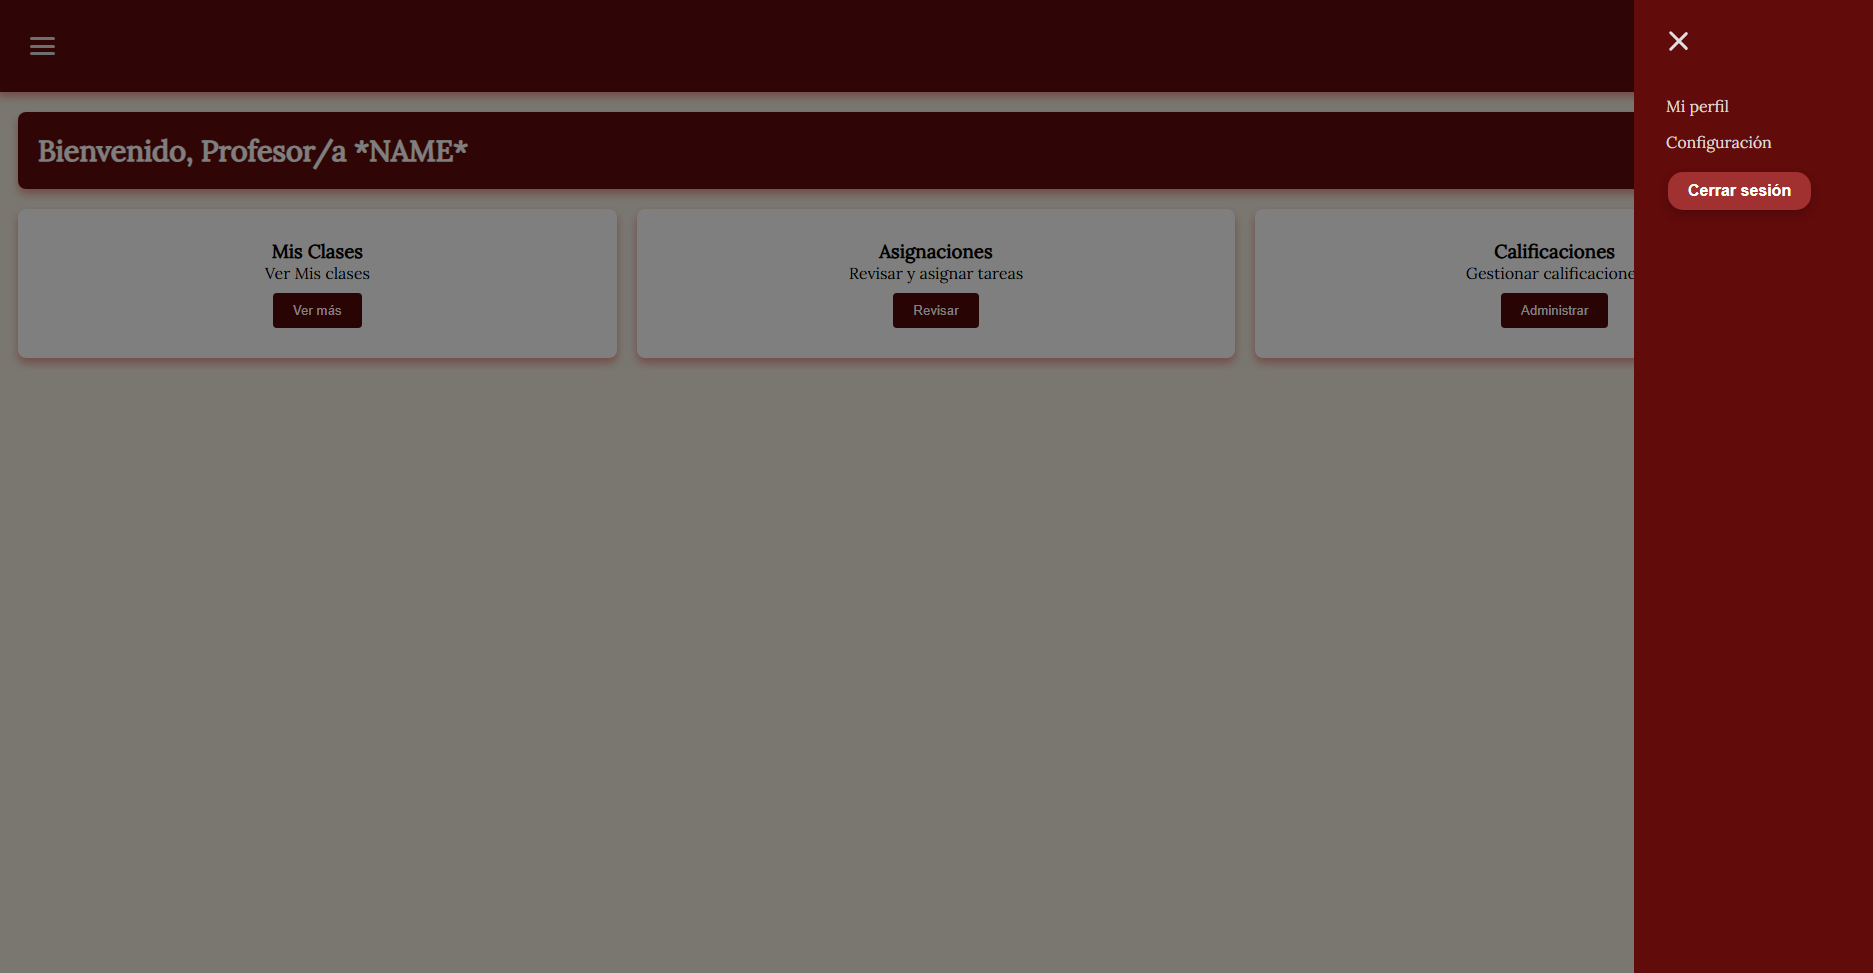 Bienvenido, Profesor/a *NAME*
Mis Clases
Ver Mis clases
Ver más
Asignaciones
Revisar y asignar tareas
Revisar
Calificaciones
Gestionar calificacione
Administrar
Mi perfil
Configuración
Cerrar sesión